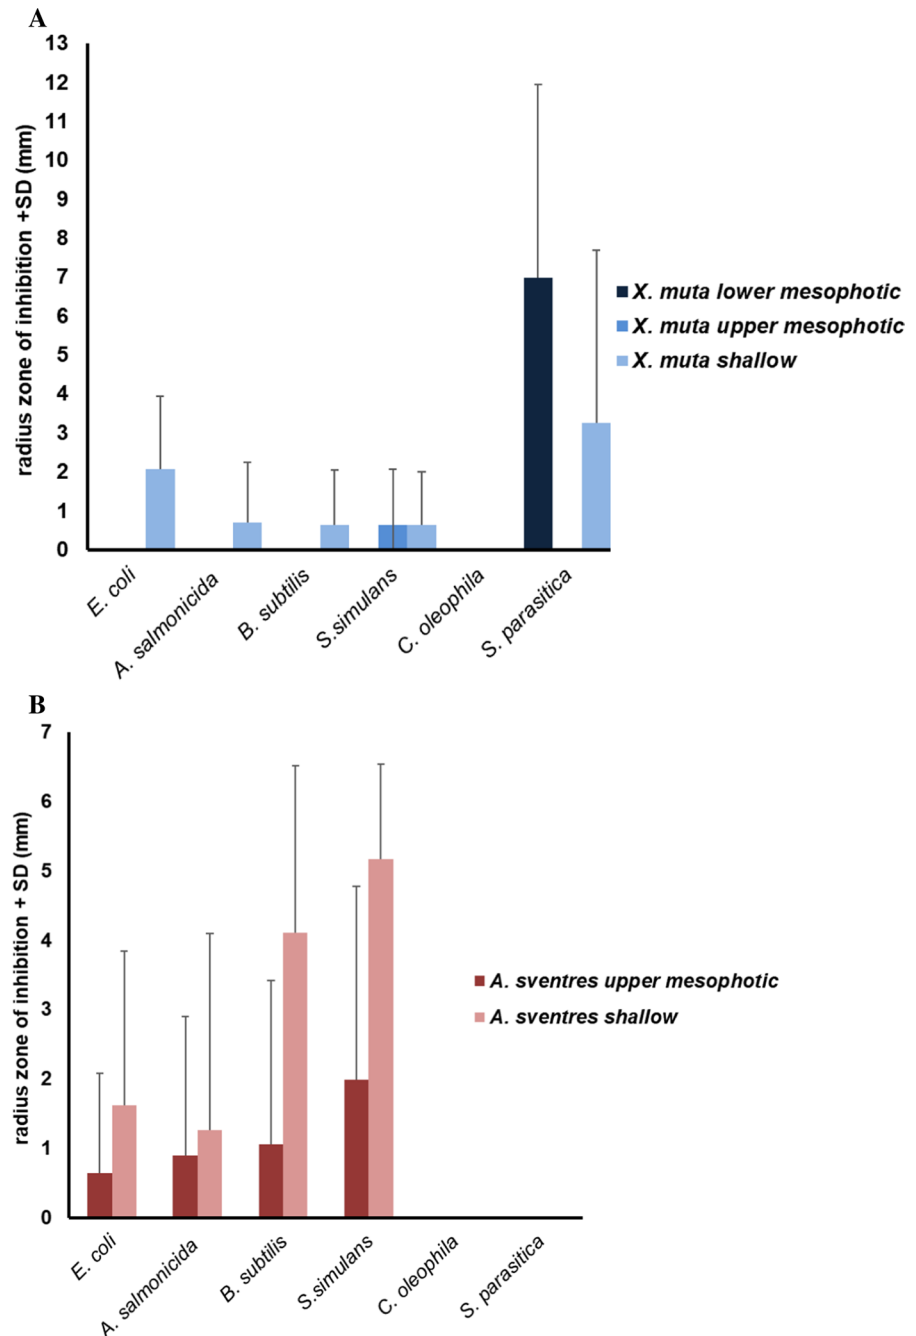 A
13
12
11
10
9
8
7
6
5
4
3
2
1
0
radius zone of inhibition +SD (mm)
E. coli
A. salmonicida
B. subtilis
S.simulans
C. oleophila
S. parasitica
X. muta lower mesophotic
X. muta upper mesophotic
X. muta shallow
B
7
6
5
4
3
2
1
0
radius zone of inhibition + SD (mm)
E. coli
A. salmonicida
B. subtilis
S.simulans
C. oleophila
S. parasitica
A. sventres upper mesophotic
A. sventres shallow